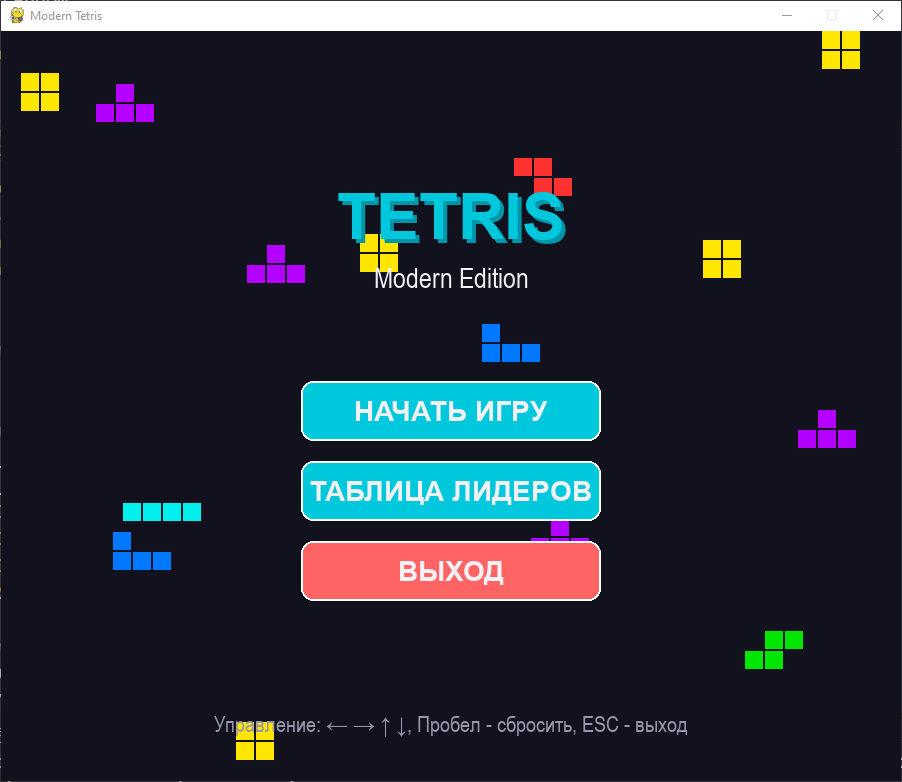 Modern Tetris
TETRIS
Modern Edition
НАЧАТЬ ИГРУ
ТАБЛИЦА ЛИДЕРОВ
ВЫХОД
Управление: ← → ↑ ↓, Пробел - сбросить, ESC - выход